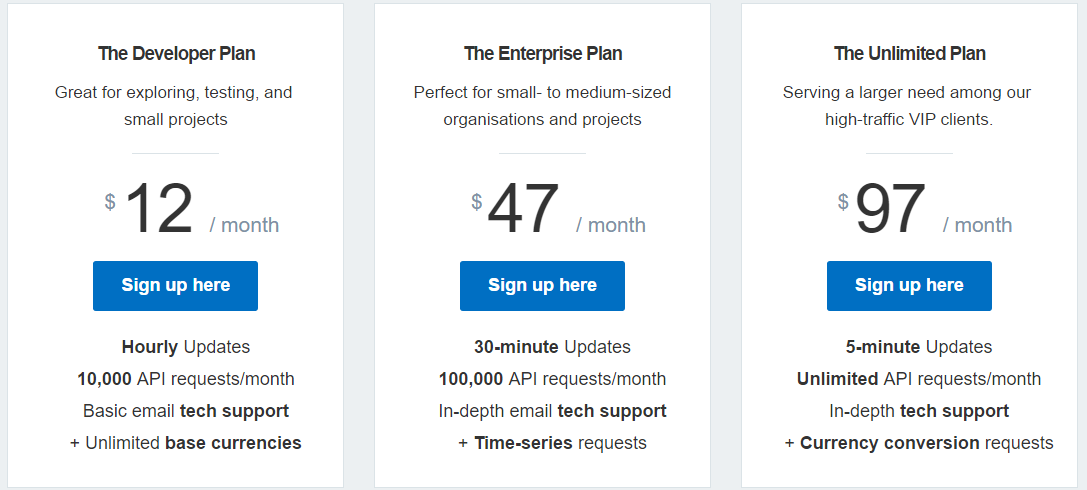 The Developer Plan
Great for exploring, testing, and
small projects
$ 12 / month
Sign up here
Hourly Updates
10,000 API requests/month
Basic email tech support
+ Unlimited base currencies
The Enterprise Plan
Perfect for small- to medium-sized
organisations and projects
$ 47 / month
Sign up here
30-minute Updates
100,000 API requests/month
In-depth email tech support
+ Time-series requests
The Unlimited Plan
Serving a larger need among our
high-traffic VIP clients.
$ 97 / month
Sign up here
5-minute Updates
Unlimited API requests/month
In-depth tech support
+ Currency conversion requests